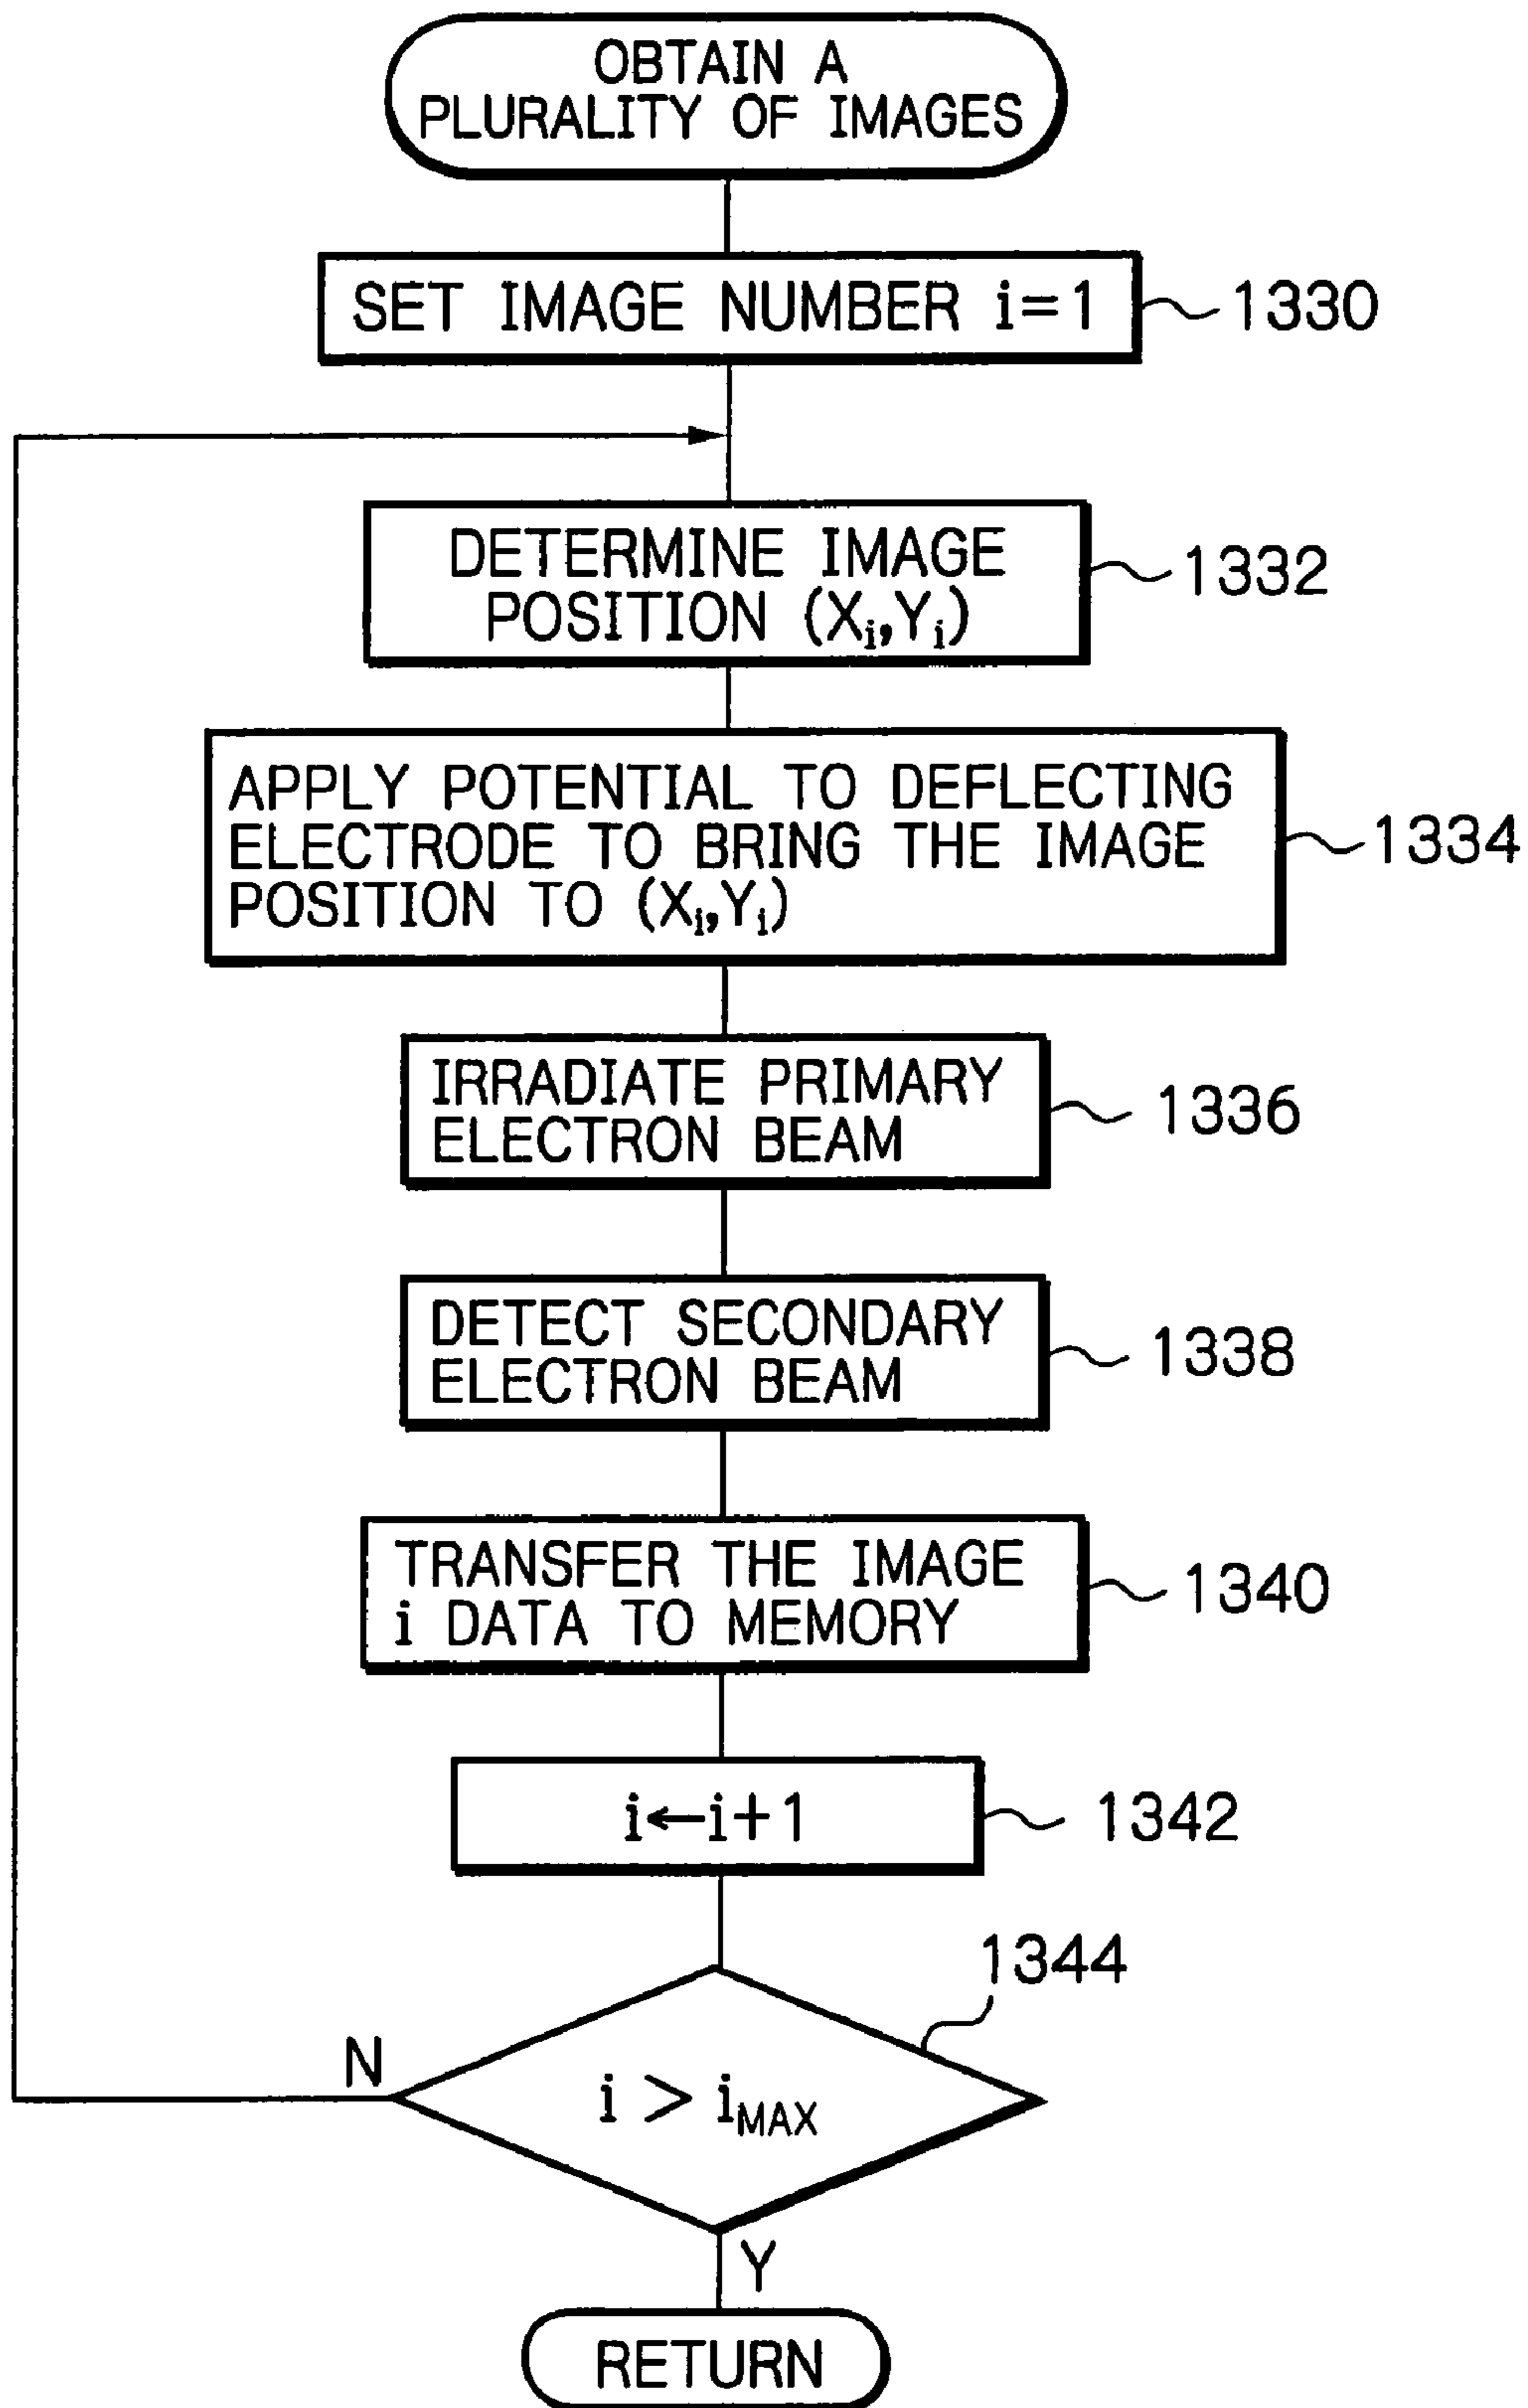 OBTAIN A
PLURALITY OF IMAGES
SET IMAGE NUMBER i=1
1330
DETERMINE IMAGE
POSITION (Xi,Yi)
1332
APPLY POTENTIAL TO DEFLECTING
ELECTRODE TO BRING THE IMAGE
POSITION TO (Xi,Yi)
1334
IRRADIATE PRIMARY
ELECTRON BEAM
1336
DETECT SECONDARY
ELECTRON BEAM
1338
TRANSFER THE IMAGE
i DATA TO MEMORY
1340
i←i+1
1342
1344
N
i > iMAX
Y
RETURN